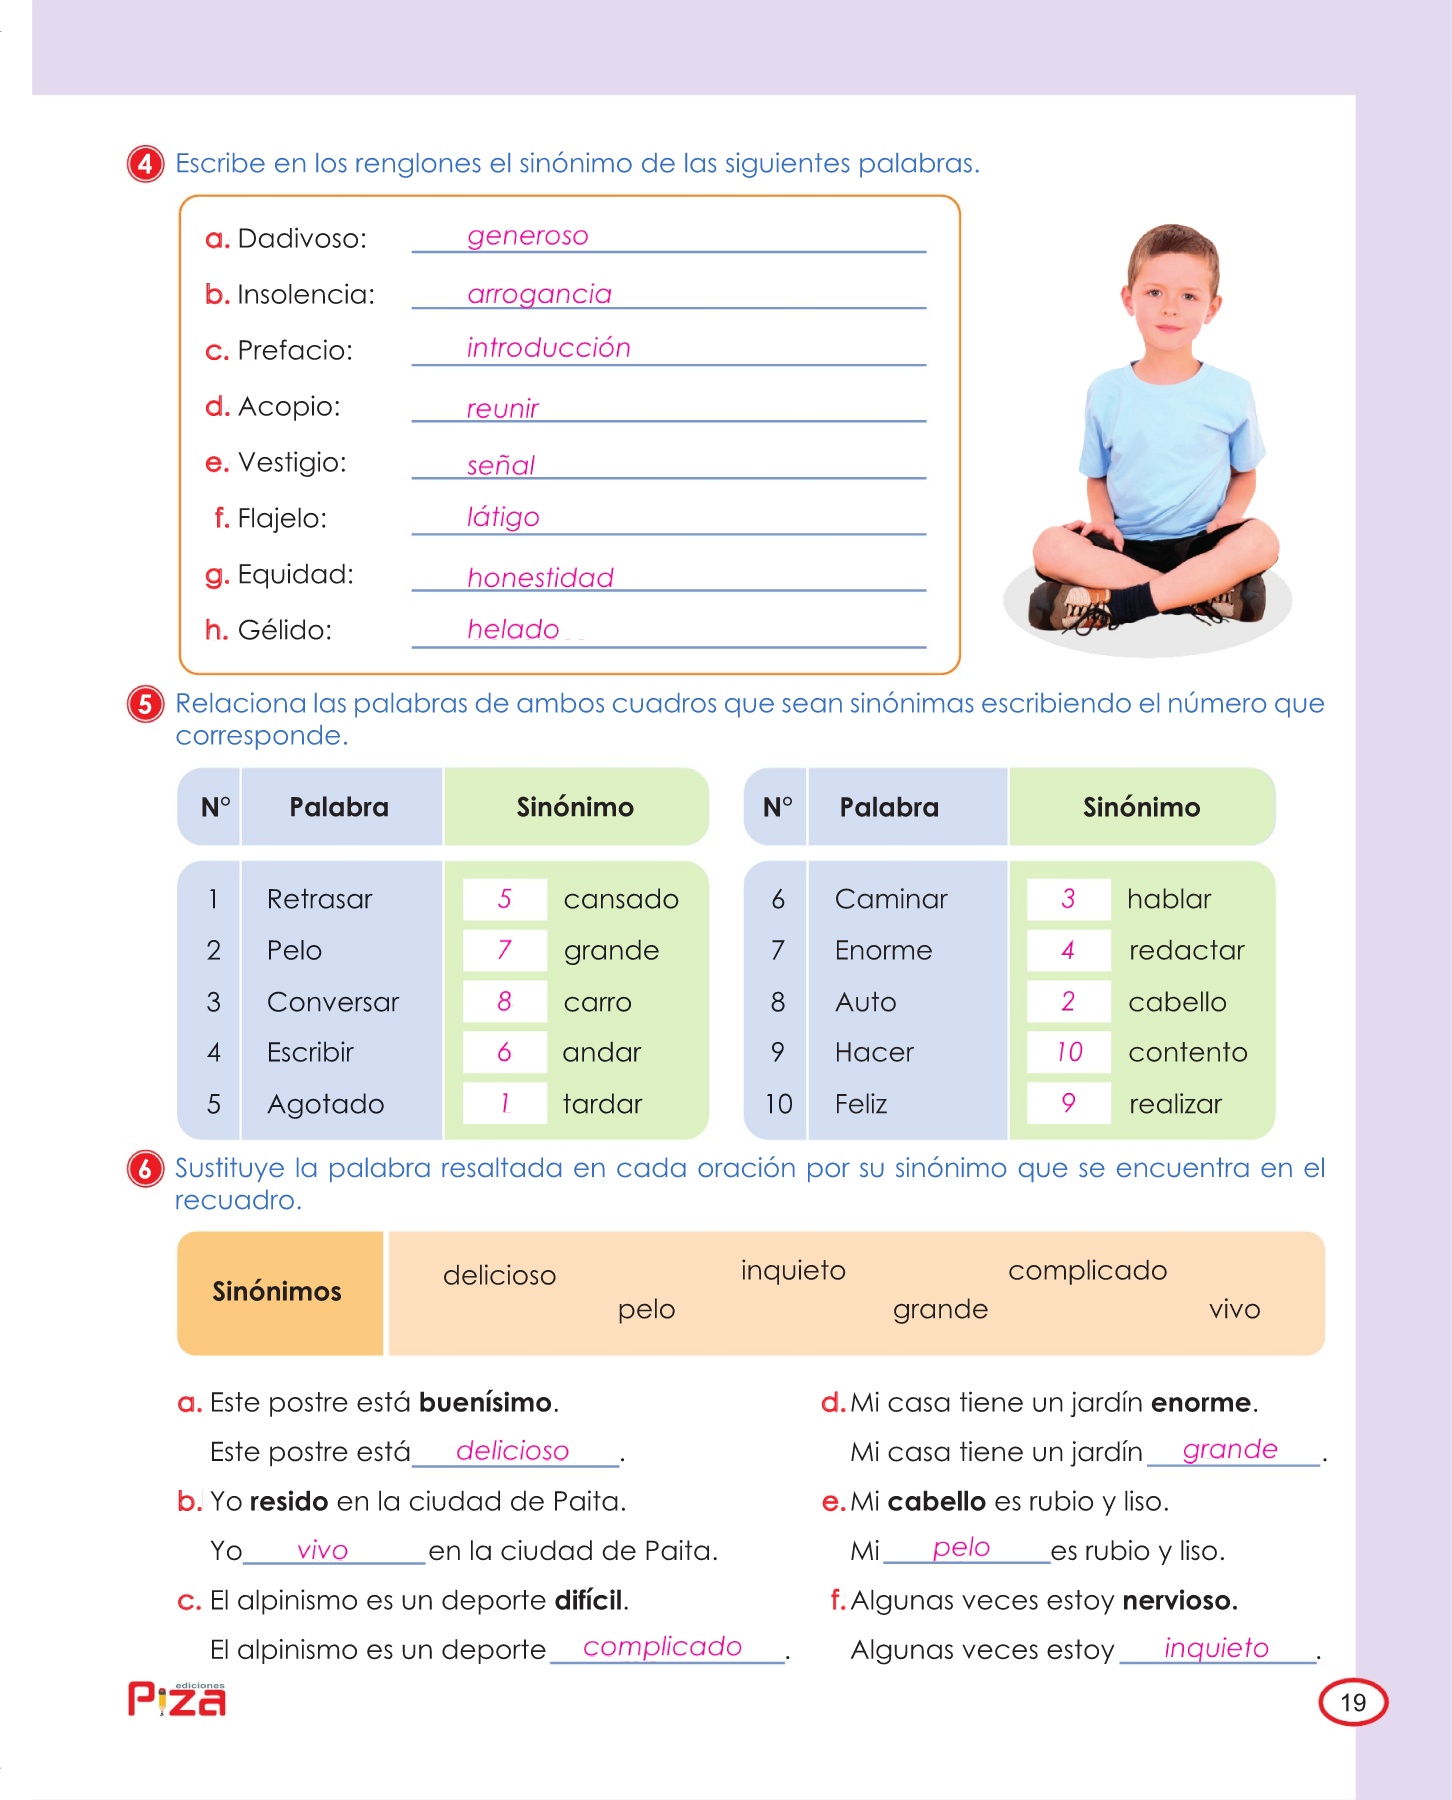 4 Escribe en los renglones el sinónimo de las siguientes palabras.
a. Dadivoso: generoso
b. Insolencia: arrogancia
c. Prefacio: introducción
d. Acopio: reunir
e. Vestigio: señal
f. Flajelo: látigo
g. Equidad: honestidad
h. Gélido: helado
5 Relaciona las palabras de ambos cuadros que sean sinónimas escribiendo el número que
corresponde.
N° Palabra Sinónimo
1 Retrasar 5 cansado
2 Pelo 7 grande
3 Conversar 8 carro
4 Escribir 6 andar
5 Agotado 1 tardar
N° Palabra Sinónimo
6 Caminar 3 hablar
7 Enorme 4 redactar
8 Auto 2 cabello
9 Hacer 10 contento
10 Feliz 9 realizar
6 Sustituye la palabra resaltada en cada oración por su sinónimo que se encuentra en el
recuadro.
Sinónimos
delicioso inquieto complicado
pelo grande vivo
a. Este postre está buenísimo.
Este postre está delicioso.
b. Yo resido en la ciudad de Paita.
Yo vivo en la ciudad de Paita.
c. El alpinismo es un deporte difícil.
El alpinismo es un deporte complicado.
d. Mi casa tiene un jardín enorme.
Mi casa tiene un jardín grande.
e. Mi cabello es rubio y liso.
Mi pelo es rubio y liso.
f. Algunas veces estoy nervioso.
Algunas veces estoy inquieto.
ediciones
Piza
19